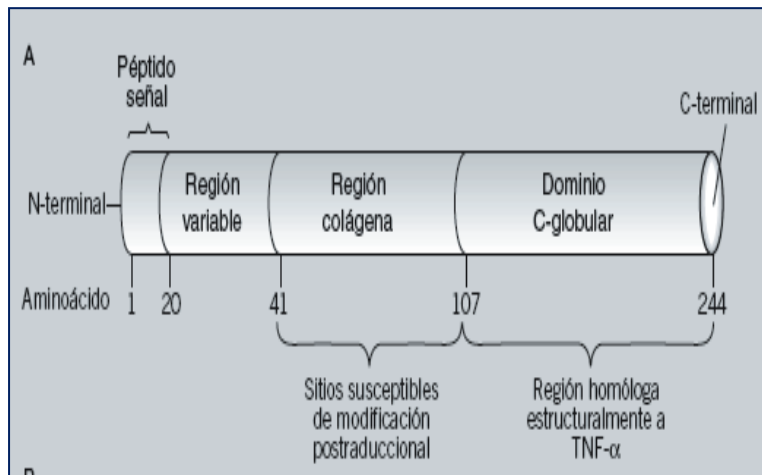 A
Péptido
señal
C-terminal
N-terminal
Región
variable
Región
colágena
Dominio
C-globular
Aminoácido 1 20 41 107 244
Sitios susceptibles
de modificación
postraduccional
Región homóloga
estructuralmente a
TNF-α